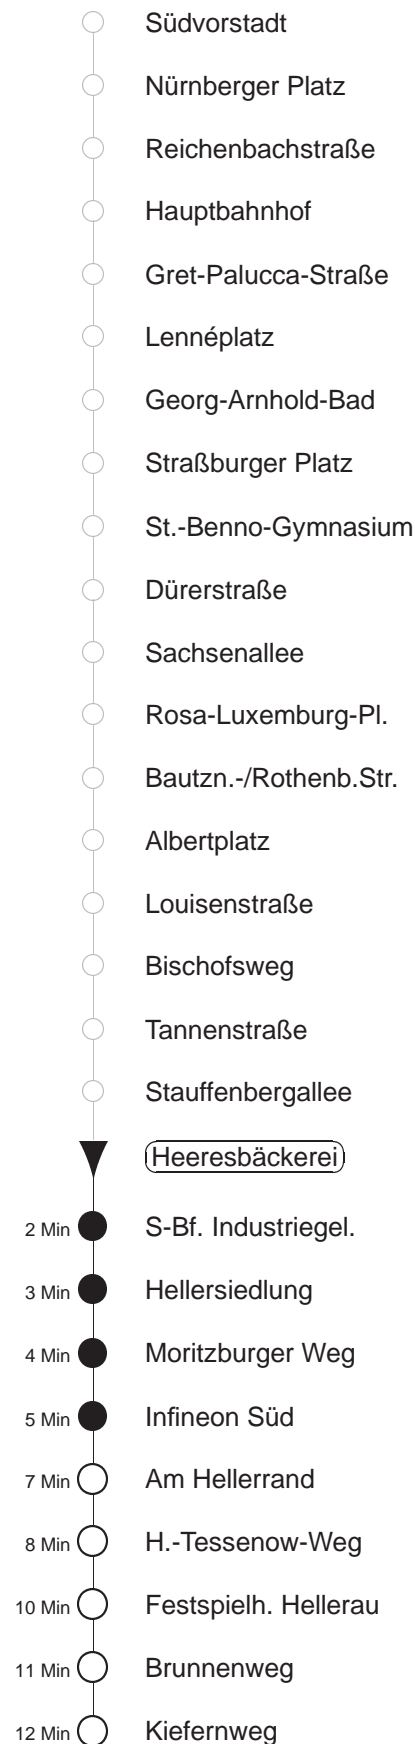 Südvorstadt
Nürnberger Platz
Reichenbachstraße
Hauptbahnhof
Gret-Palucca-Straße
Lennéplatz
Georg-Arnhold-Bad
Straßburger Platz
St.-Benno-Gymnasium
Dürerstraße
Sachsenallee
Rosa-Luxemburg-Pl.
Bautzn.-/Rothenb.Str.
Albertplatz
Louisenstraße
Bischofsweg
Tannenstraße
Stauffenbergallee
Heeresbäckerei
2 Min S-Bf. Industriegel.
3 Min Hellersiedlung
4 Min Moritzburger Weg
5 Min Infineon Süd
7 Min Am Hellerrand
8 Min H.-Tessenow-Weg
10 Min Festspielh. Hellerau
11 Min Brunnenweg
12 Min Kiefernweg